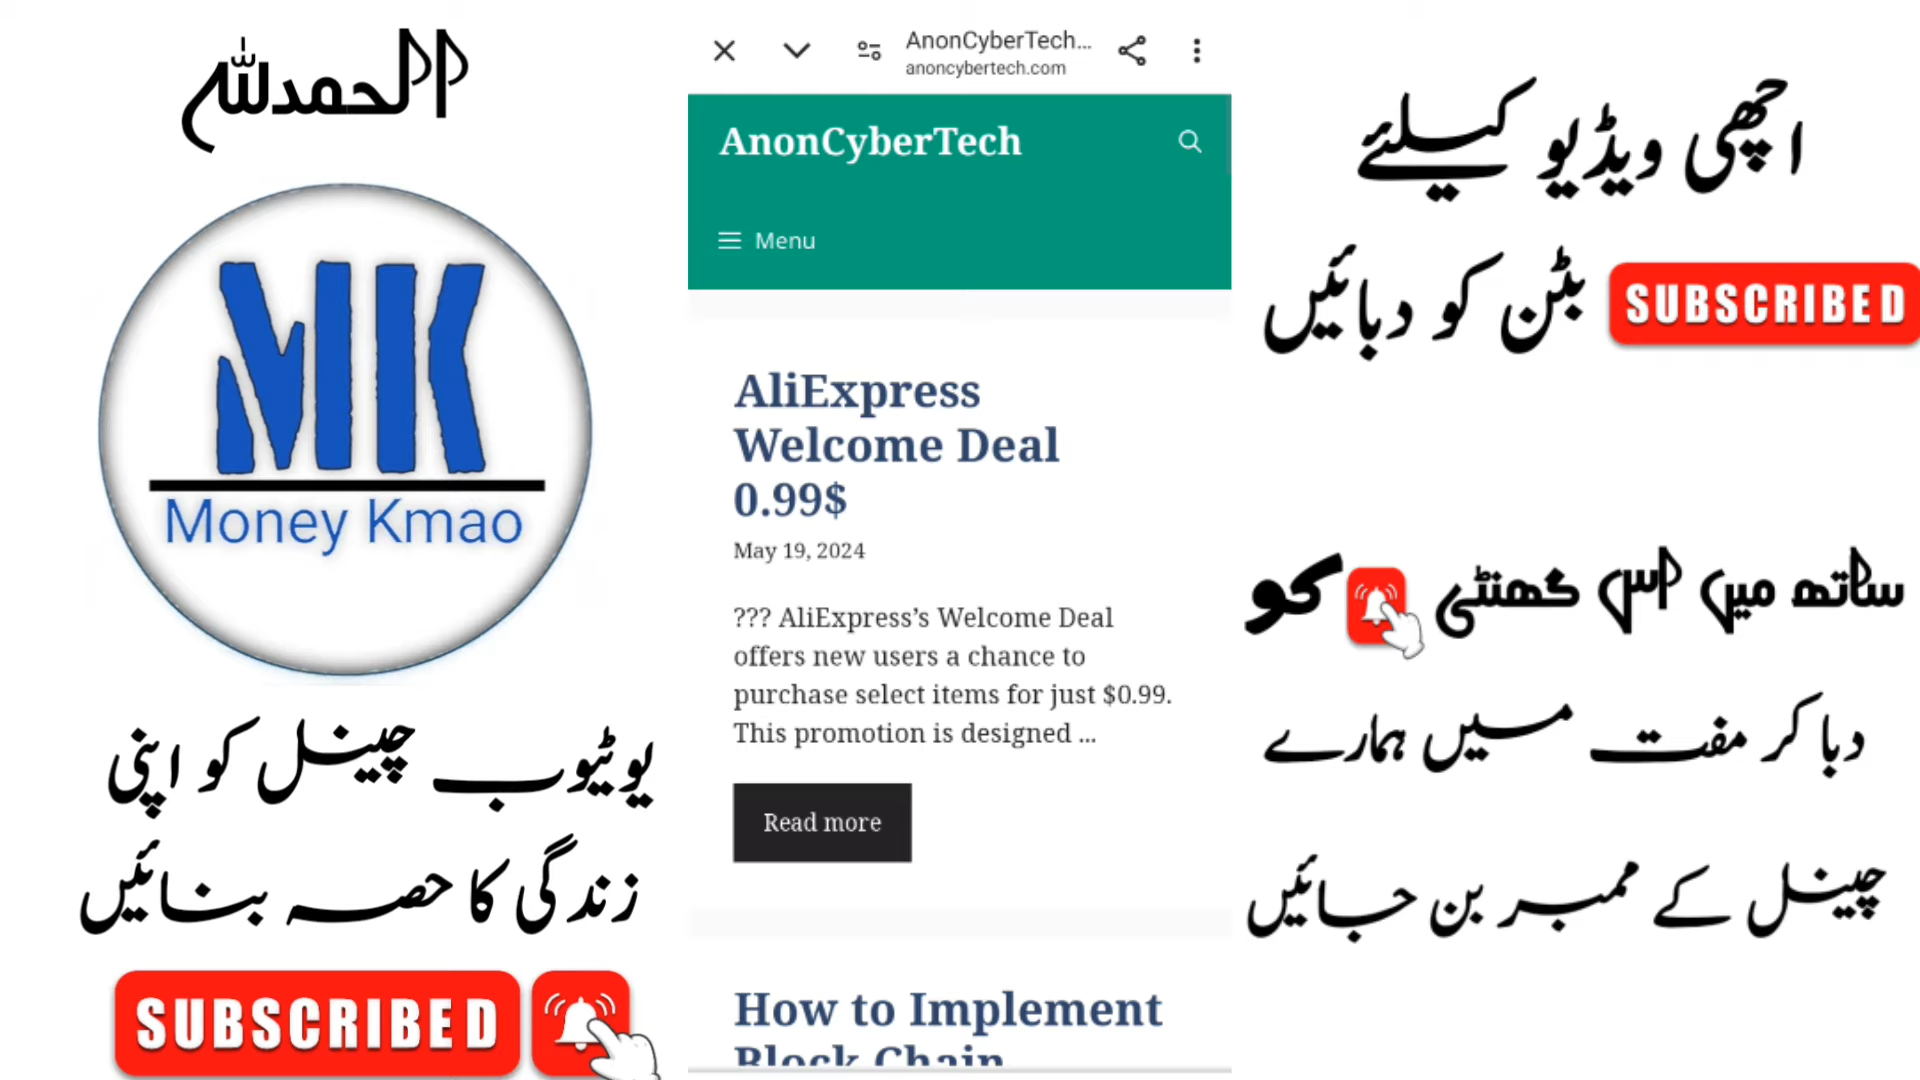 الحمدللہ
MK
Money Kmao
یوٹیوب چینل کو اپنی
زندگی کا حصہ بنائیں
SUBSCRIBED
AnonCyberTech...
anoncybertech.com
AnonCyberTech
Menu
AliExpress
Welcome Deal
0.99$
May 19, 2024
??? AliExpress’s Welcome Deal
offers new users a chance to
purchase select items for just $0.99.
This promotion is designed ...
Read more
How to Implement
Block Chain
اچھی ویڈیو کیلئے
SUBSCRIBED بٹن کو دبائیں
ساتھ میں اس گھنٹی کو
دبا کر مفت میں ہمارے
چینل کے ممبر بن جائیں